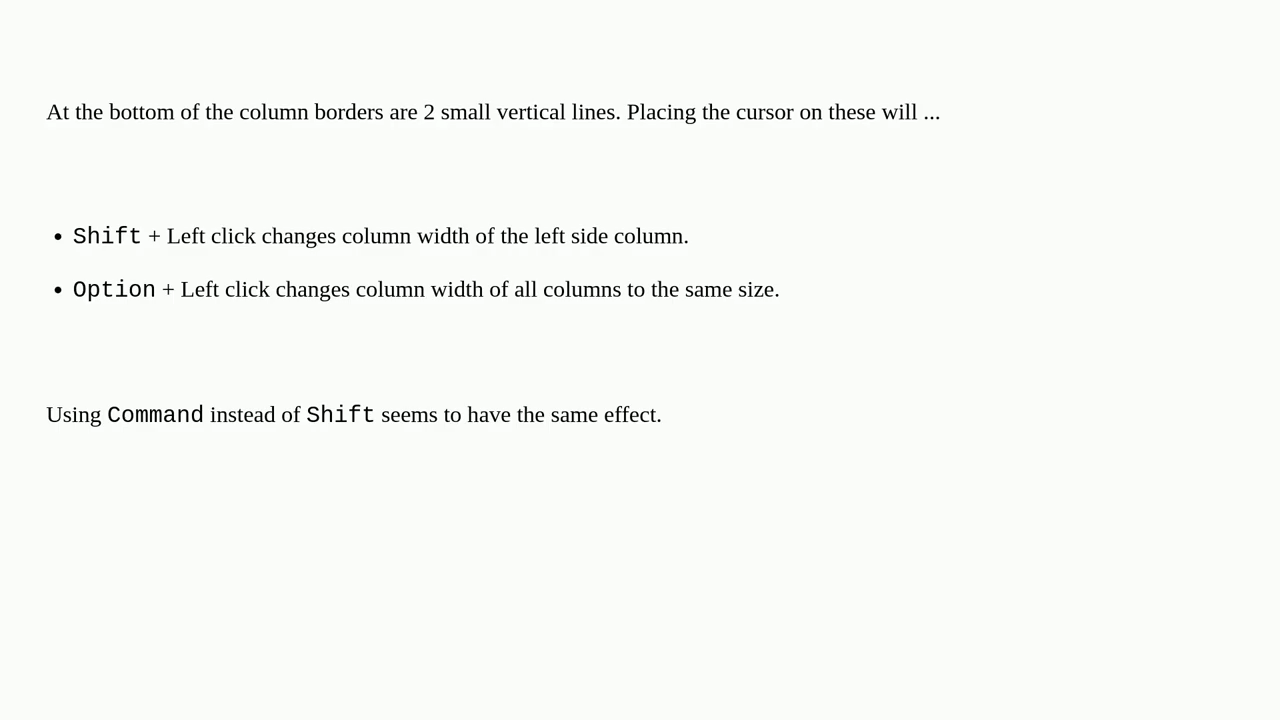 At the bottom of the column borders are 2 small vertical lines. Placing the cursor on these will ...
• Shift + Left click changes column width of the left side column.
• Option + Left click changes column width of all columns to the same size.
Using Command instead of Shift seems to have the same effect.